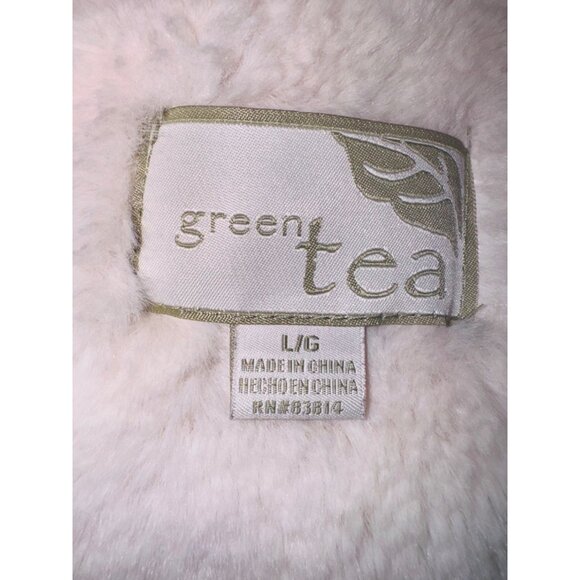 green
tea
L/G
MADE IN CHINA
HECHO EN CHINA
RN#83814